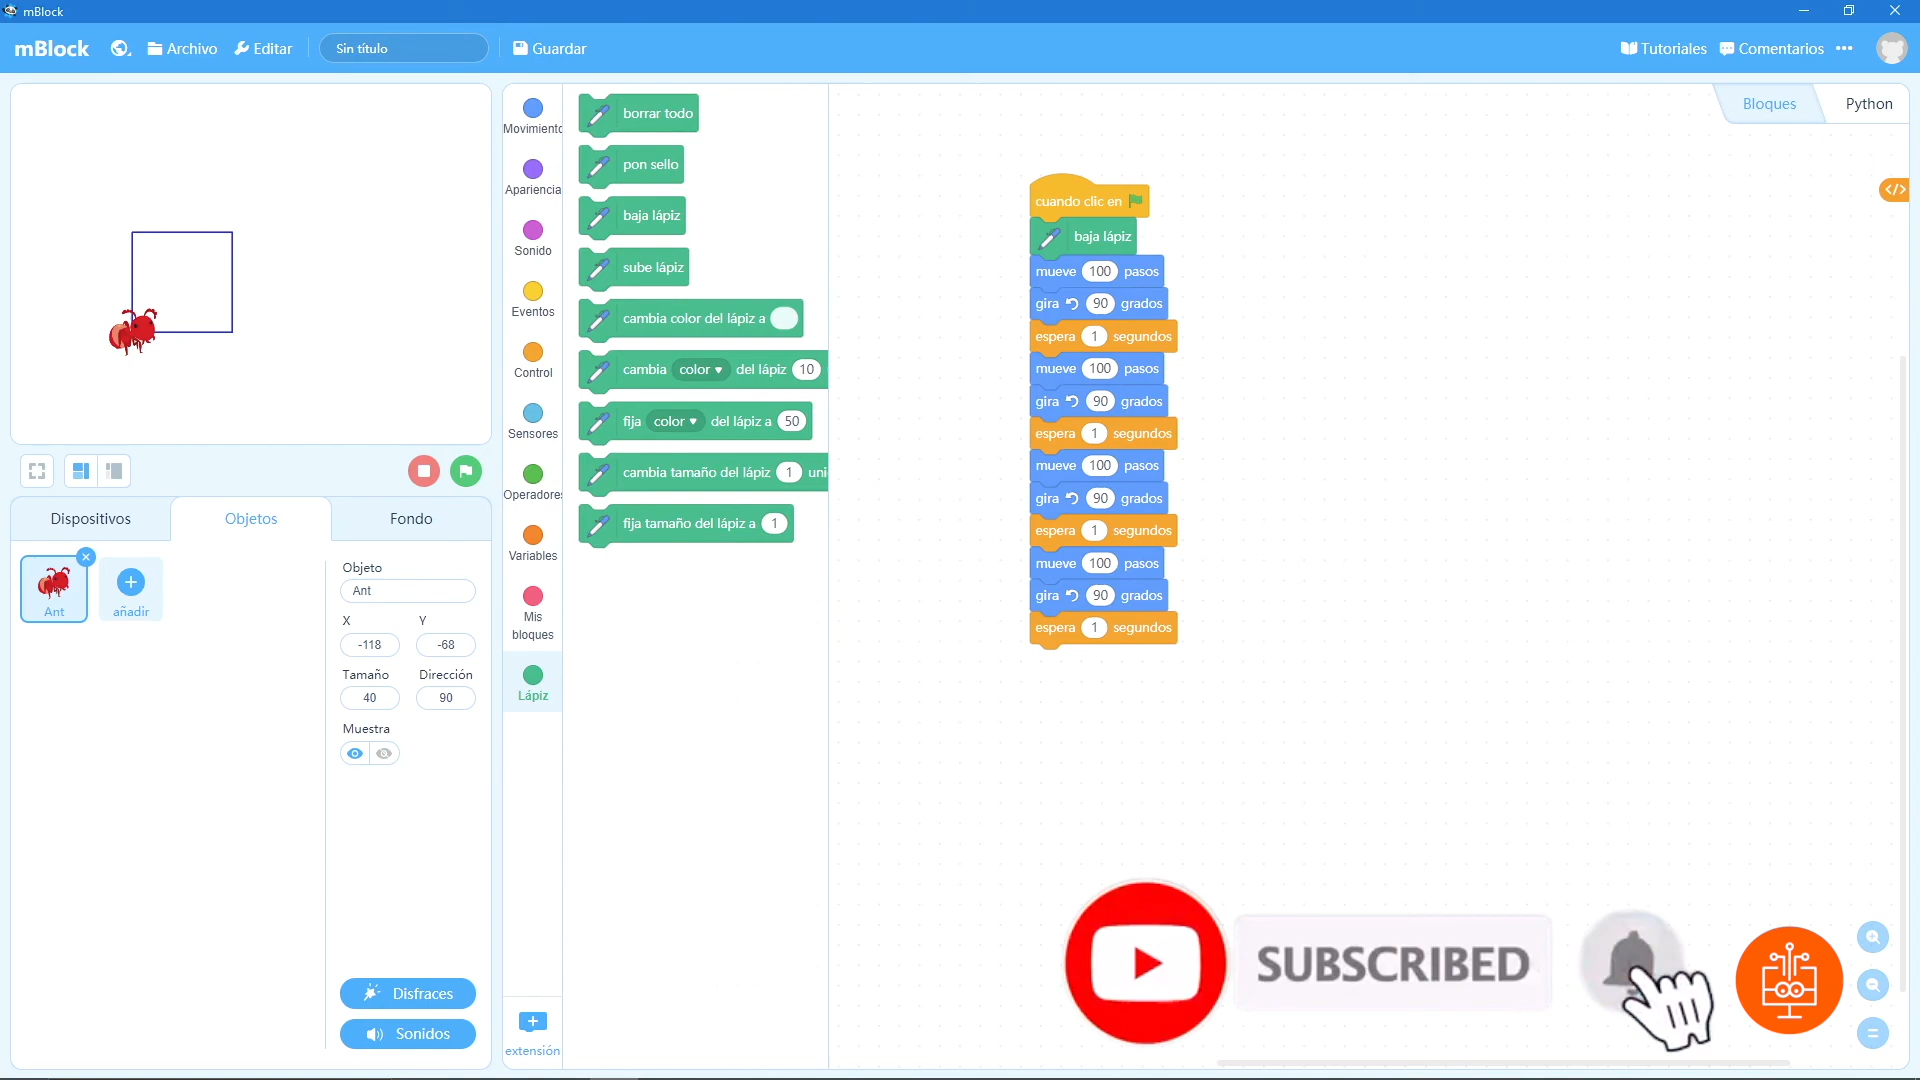 mBlock
mBlock
Archivo
Editar
Sin título
Guardar
Tutoriales
Comentarios
Movimiento
Apariencia
Sonido
Eventos
Control
Sensores
Operadores
Variables
Mis
bloques
Lápiz
extensión
borrar todo
pon sello
baja lápiz
sube lápiz
cambia color del lápiz a
cambia color del lápiz 10
fija color del lápiz a 50
cambia tamaño del lápiz 1 uni
fija tamaño del lápiz a 1
Bloques
Python
</>
cuando clic en
baja lápiz
mueve 100 pasos
gira 90 grados
espera 1 segundos
mueve 100 pasos
gira 90 grados
espera 1 segundos
mueve 100 pasos
gira 90 grados
espera 1 segundos
mueve 100 pasos
gira 90 grados
espera 1 segundos
Dispositivos
Objetos
Fondo
Ant
añadir
Objeto
Ant
X
Y
-118
-68
Tamaño
Dirección
40
90
Muestra
Disfraces
Sonidos
SUBSCRIBED